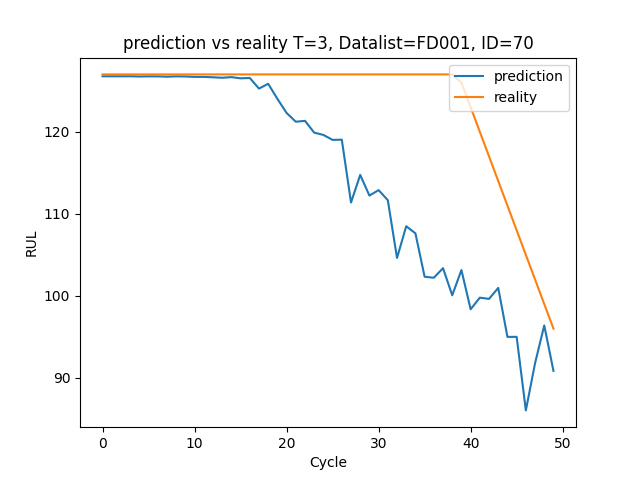 prediction vs reality T=3, Datalist=FD001, ID=70
prediction
reality
RUL
120
110
100
90
0 10 20 30 40 50
Cycle